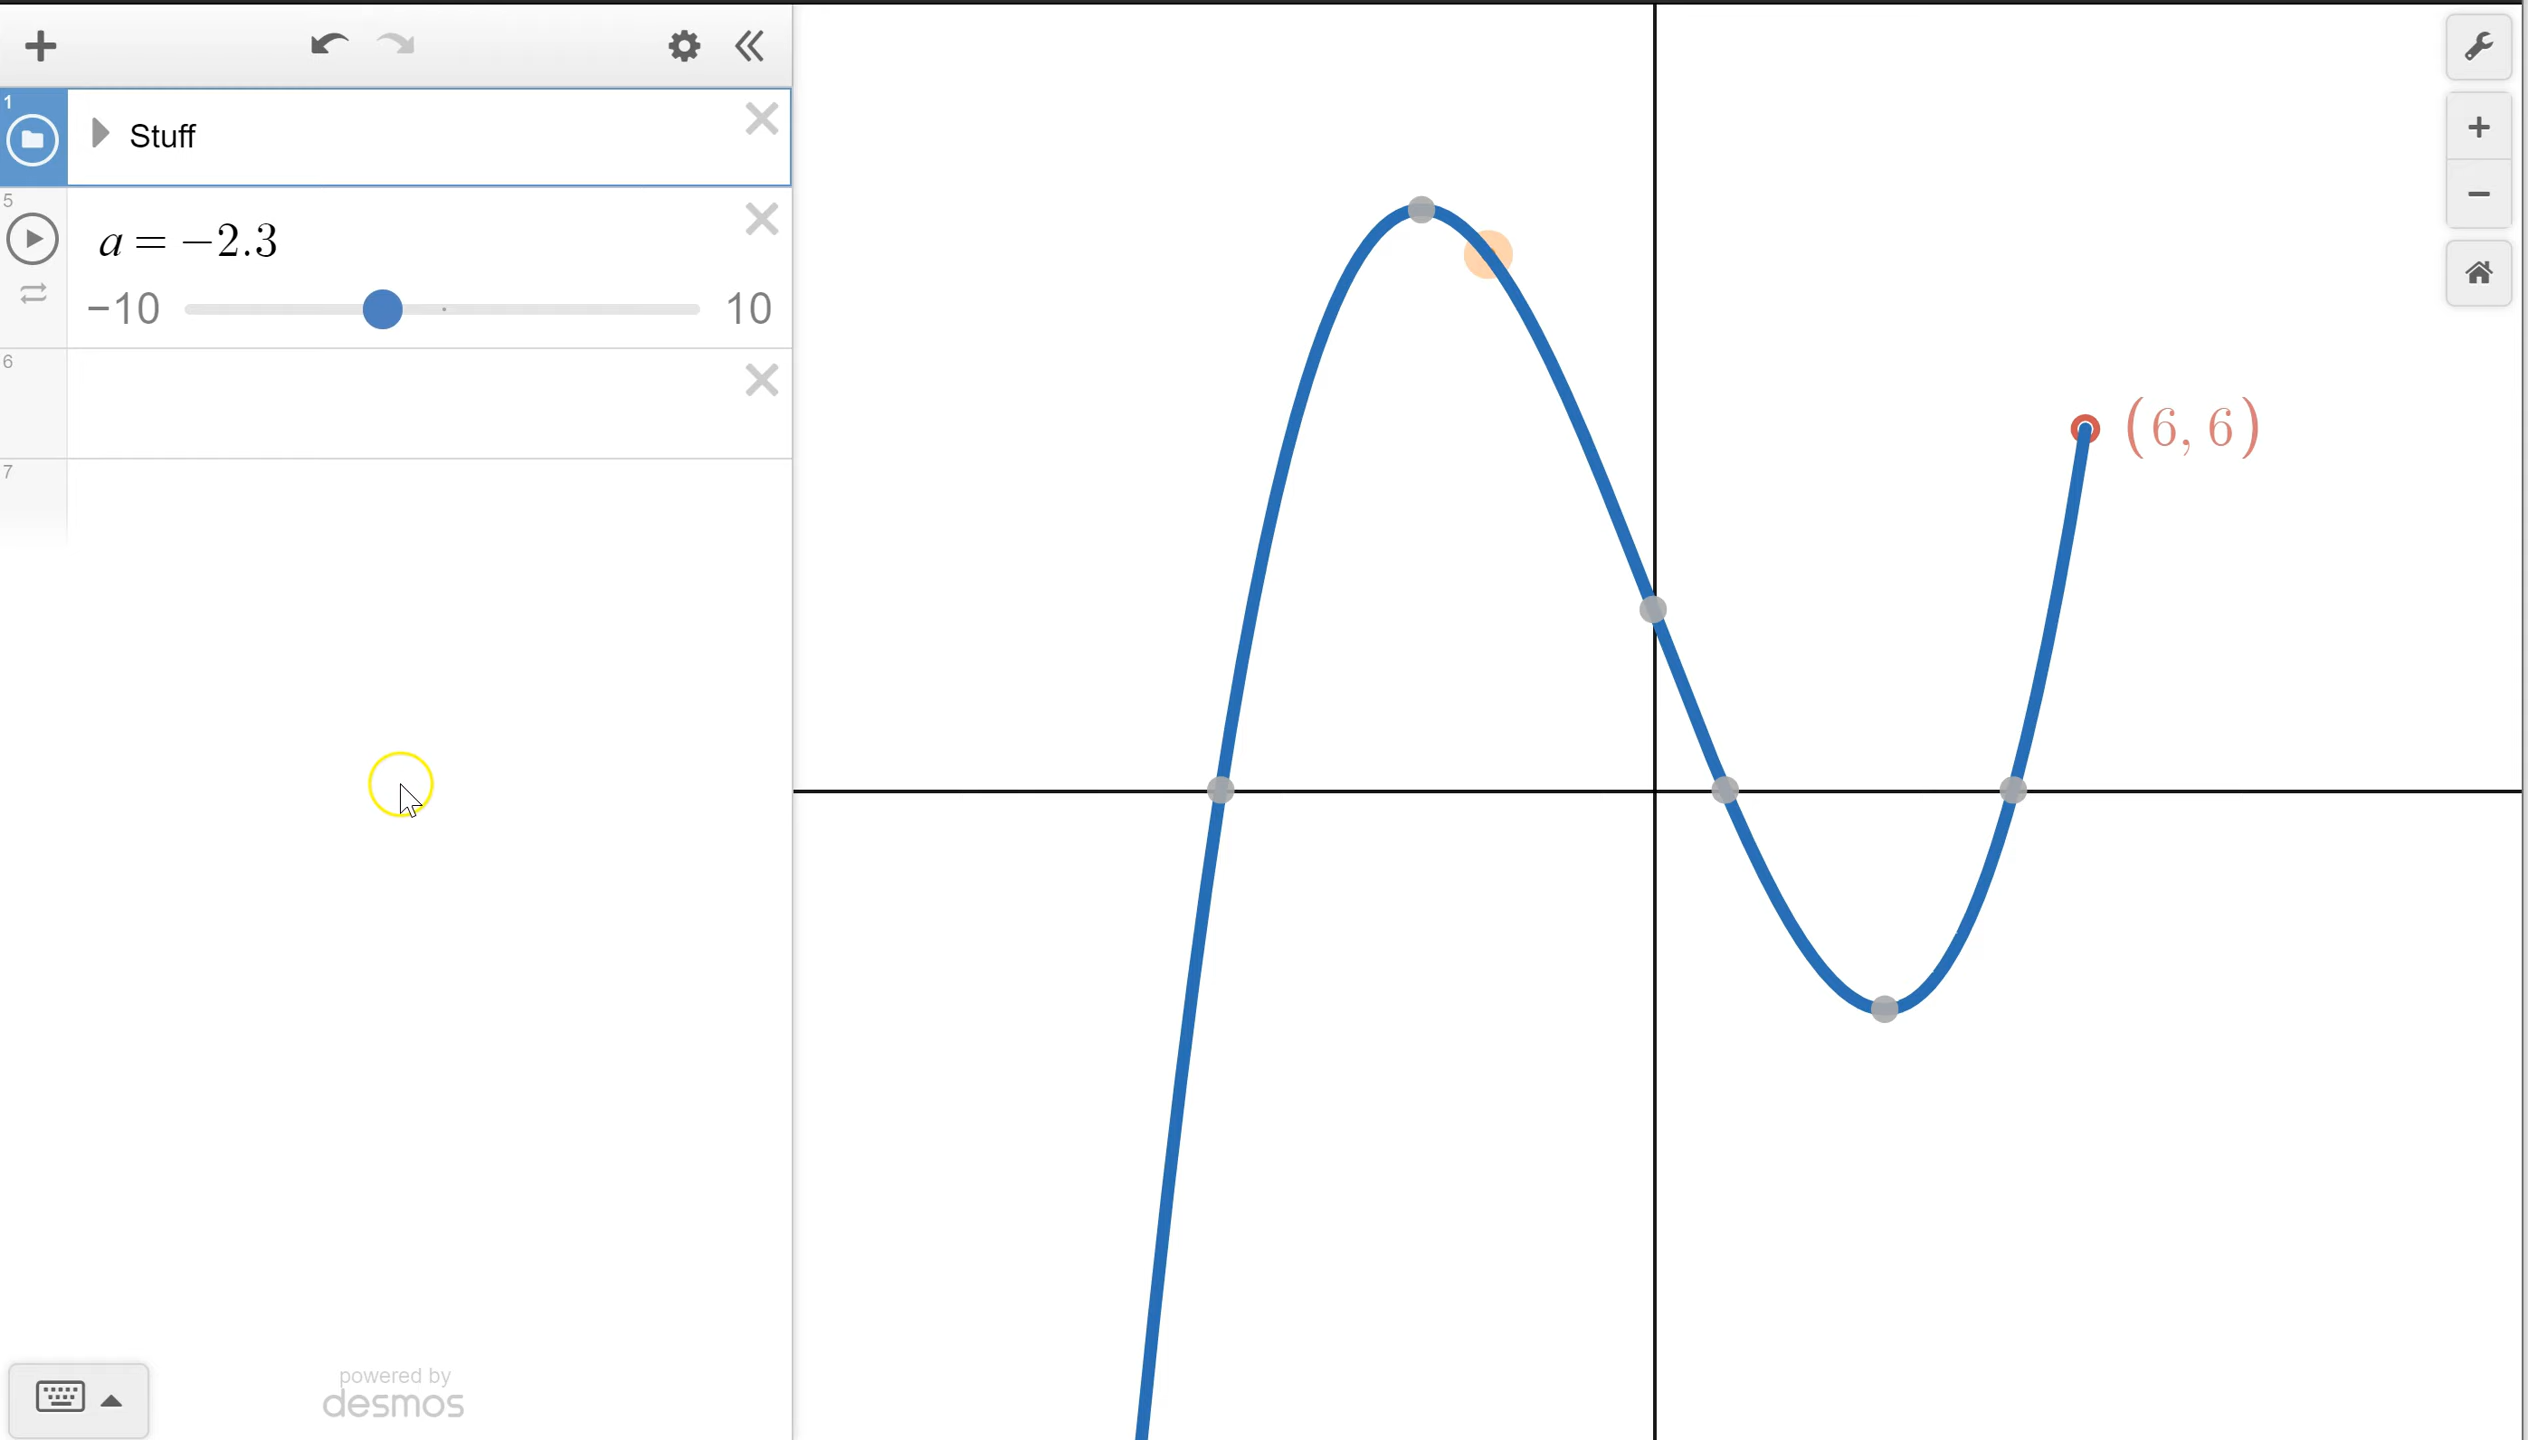 1
Stuff
5
a = −2.3
−10
10
6
7
(6, 6)
powered by
desmos